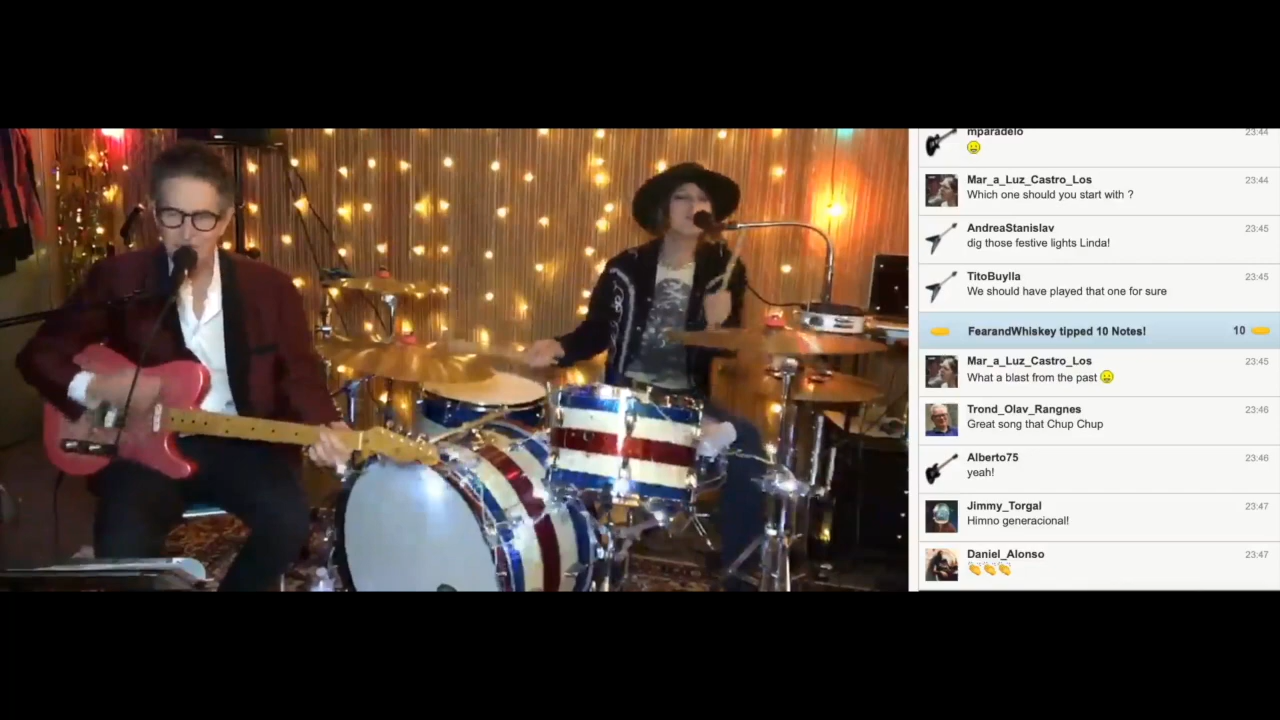 mparadelo 23:44
Mar_a_Luz_Castro_Los 23:44
Which one should you start with ?
AndreaStanislav 23:45
dig those festive lights Linda!
TitoBuylla 23:45
We should have played that one for sure
FearandWhiskey tipped 10 Notes! 10
Mar_a_Luz_Castro_Los 23:45
What a blast from the past
Trond_Olav_Rangnes 23:46
Great song that Chup Chup
Alberto75 23:46
yeah!
Jimmy_Torgal 23:47
Himno generacional!
Daniel_Alonso 23:47